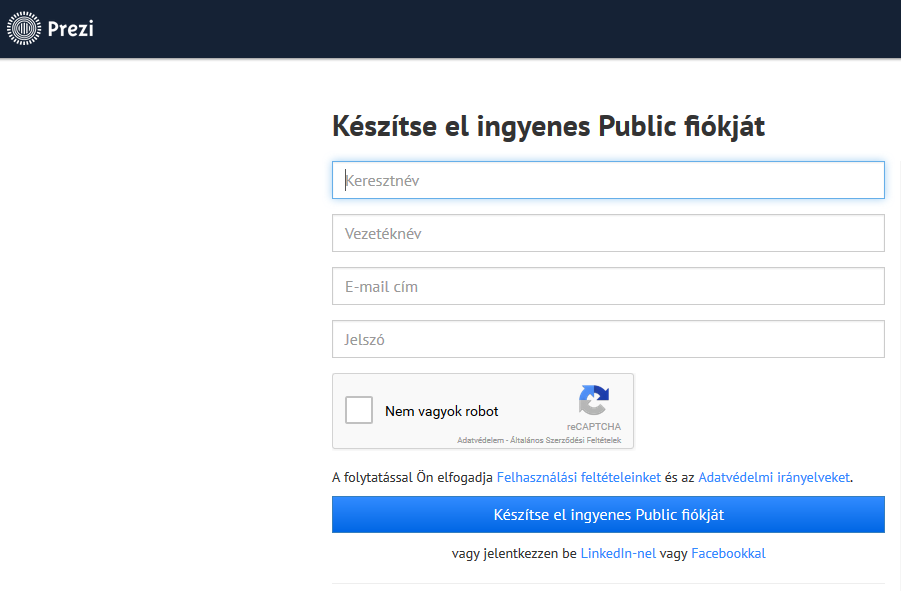 Prezi
Készítse el ingyenes Public fiókját
Keresztnév
Vezetéknév
E-mail cím
Jelszó
Nem vagyok robot
reCAPTCHA
Adatvédelem - Általános Szerződési Feltételek
A folytatással Ön elfogadja Felhasználási feltételeinket és az Adatvédelmi irányelveket.
Készítse el ingyenes Public fiókját
vagy jelentkezzen be LinkedIn-nel vagy Facebookkal